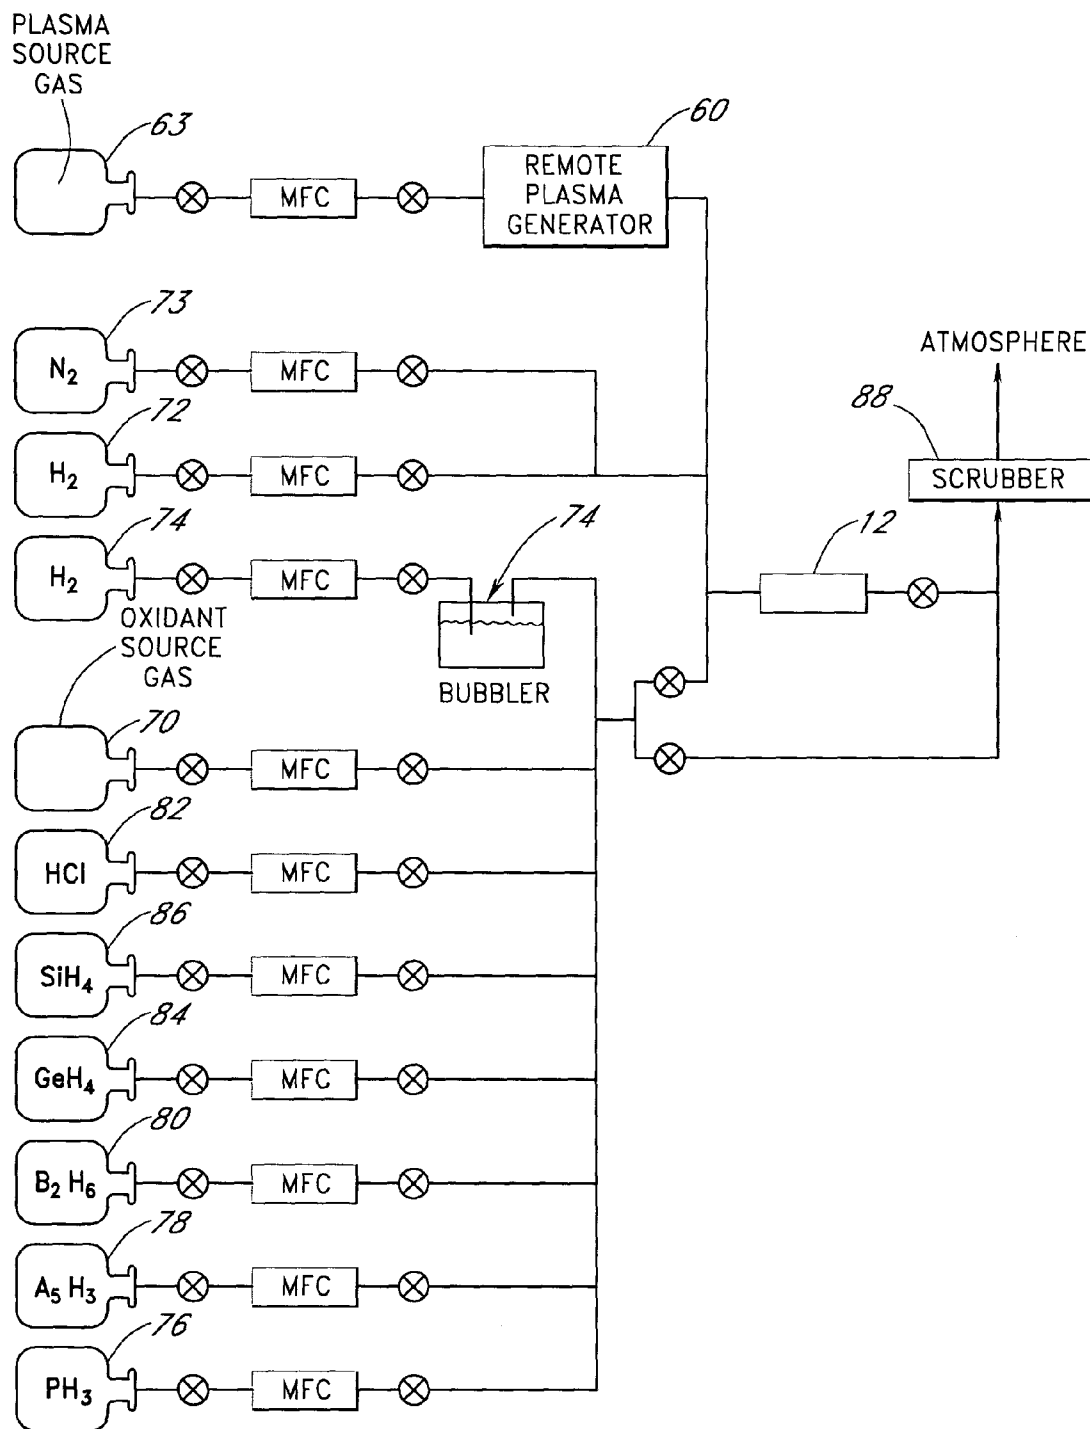 PLASMA
SOURCE
GAS
63
MFC
60
REMOTE
PLASMA
GENERATOR
73
N₂
MFC
72
H₂
MFC
74
H₂
MFC
74
BUBBLER
ATMOSPHERE
88
SCRUBBER
12
OXIDANT
SOURCE
GAS
70
MFC
82
HCl
MFC
86
SiH₄
MFC
84
GeH₄
MFC
80
B₂ H₆
MFC
78
A₅ H₃
MFC
76
PH₃
MFC